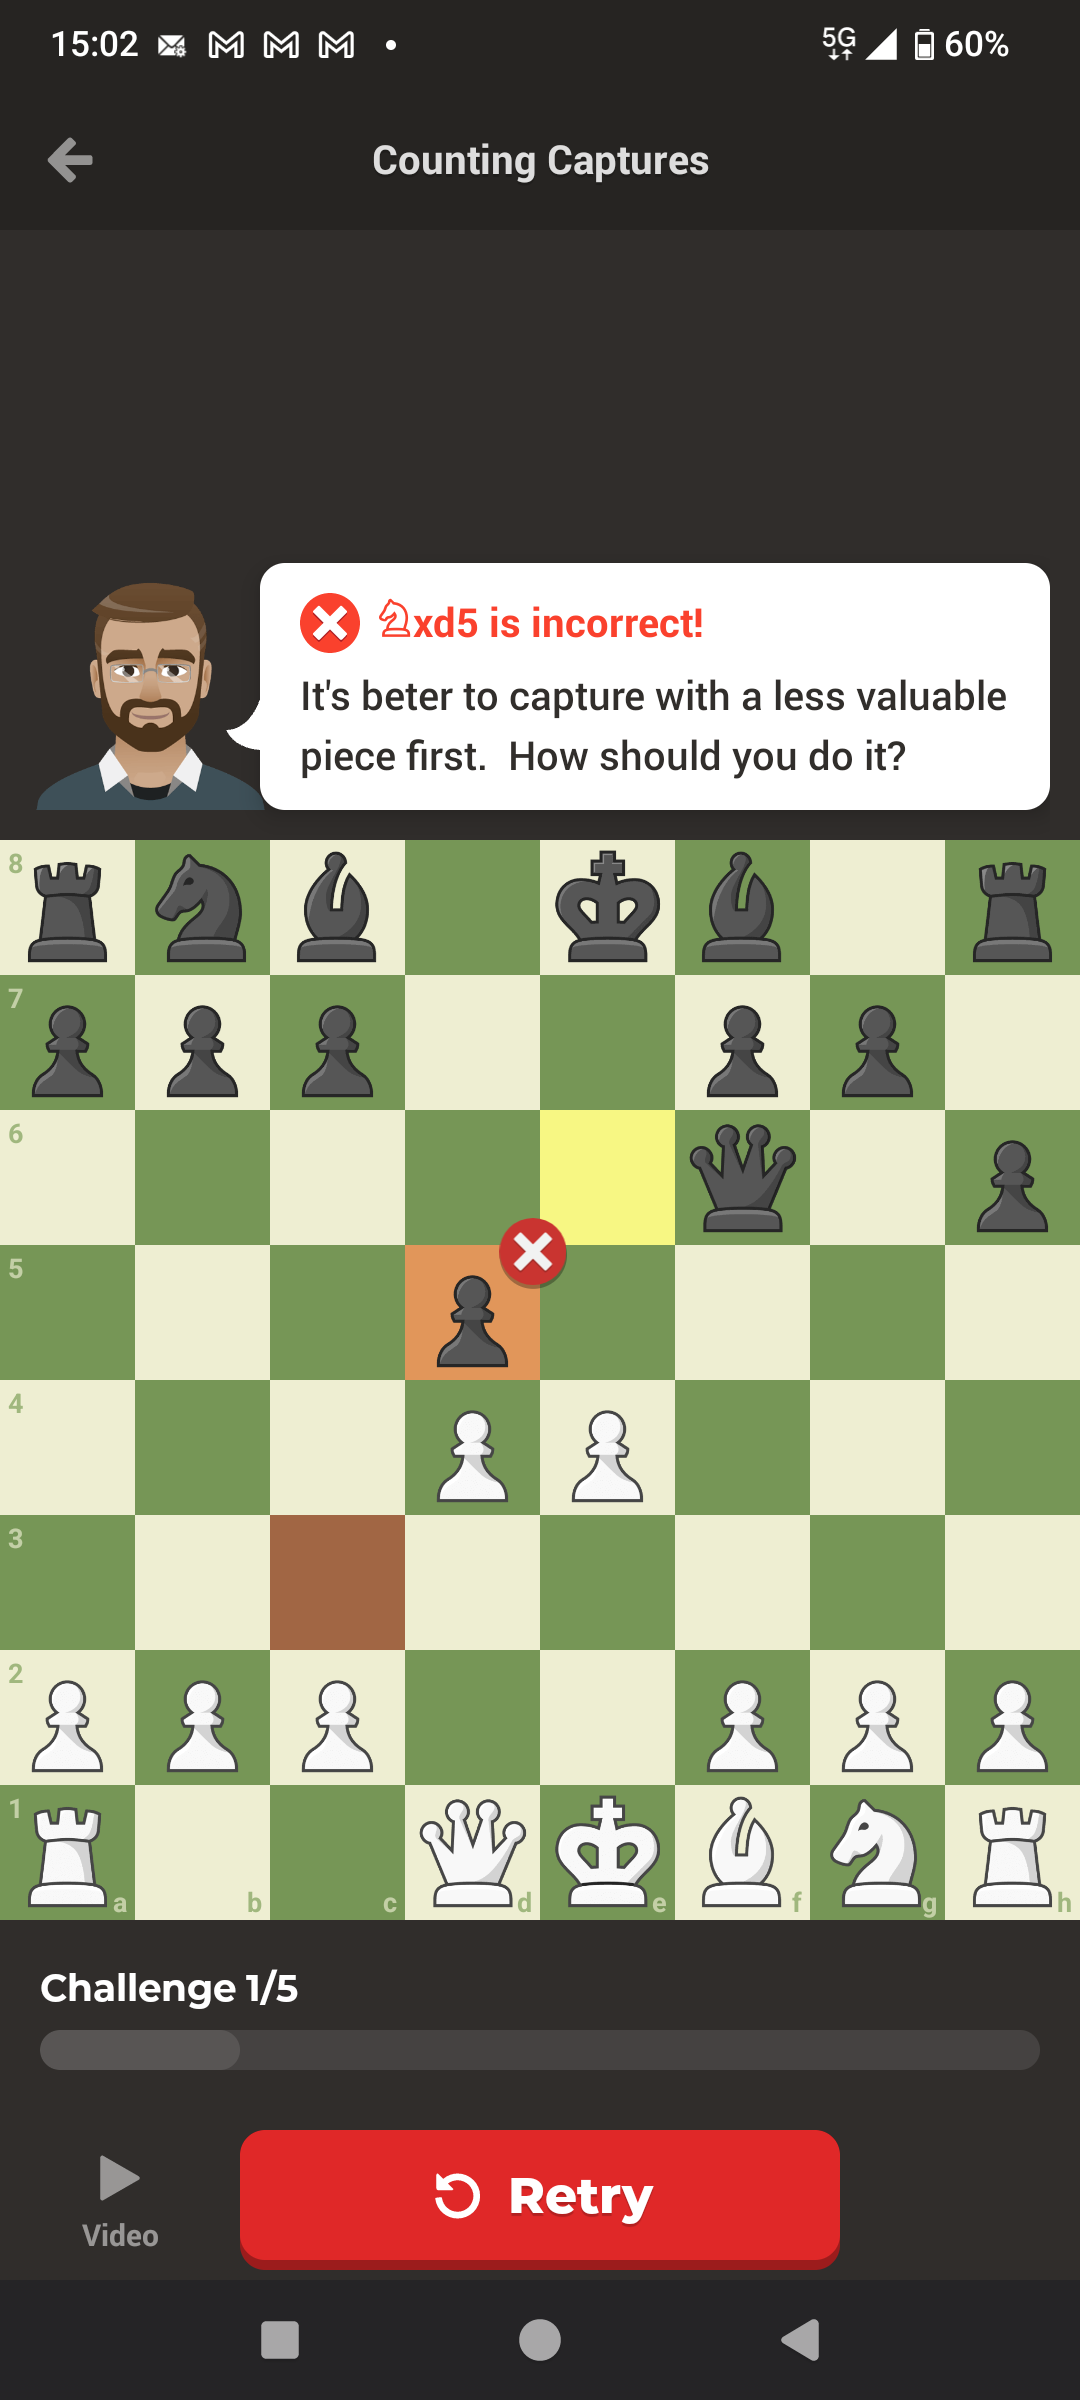 15:02
5G 60%
Counting Captures
♘xd5 is incorrect!
It's beter to capture with a less valuable
piece first.  How should you do it?
8
7
6
5
4
3
2
1
a b c d e f g h
Challenge 1/5
Retry
Video